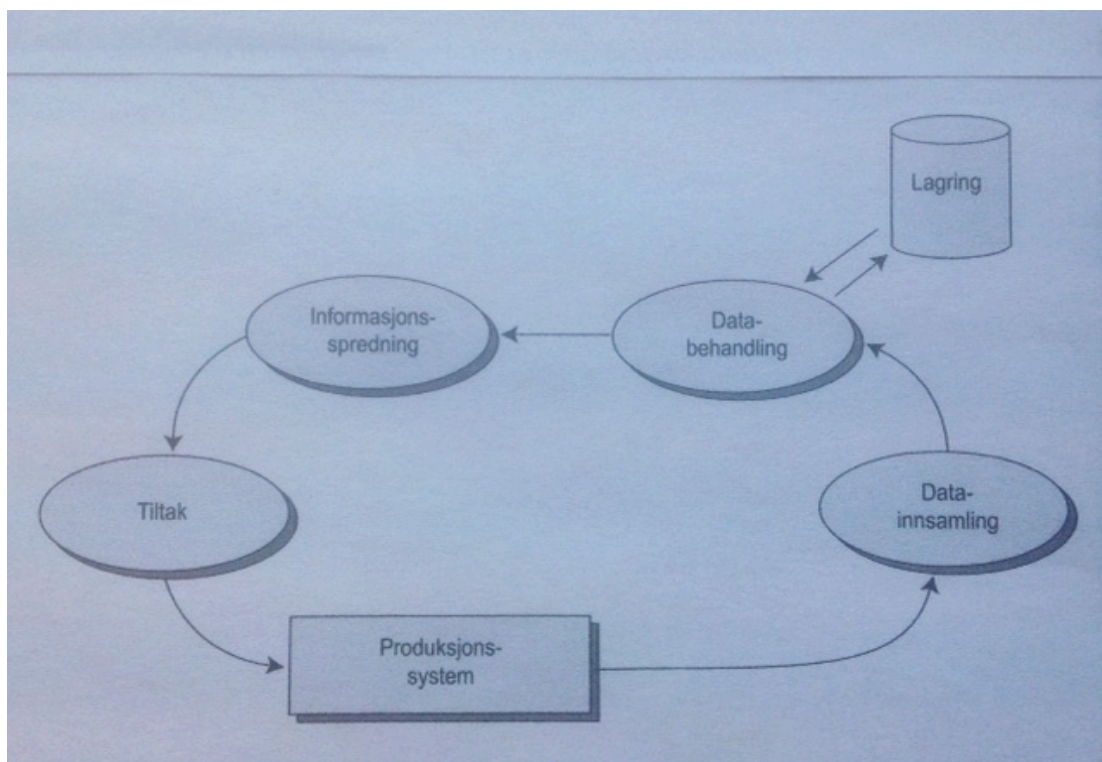 Lagring
Informasjons-
spredning
Data-
behandling
Tiltak
Data-
innsamling
Produksjons-
system